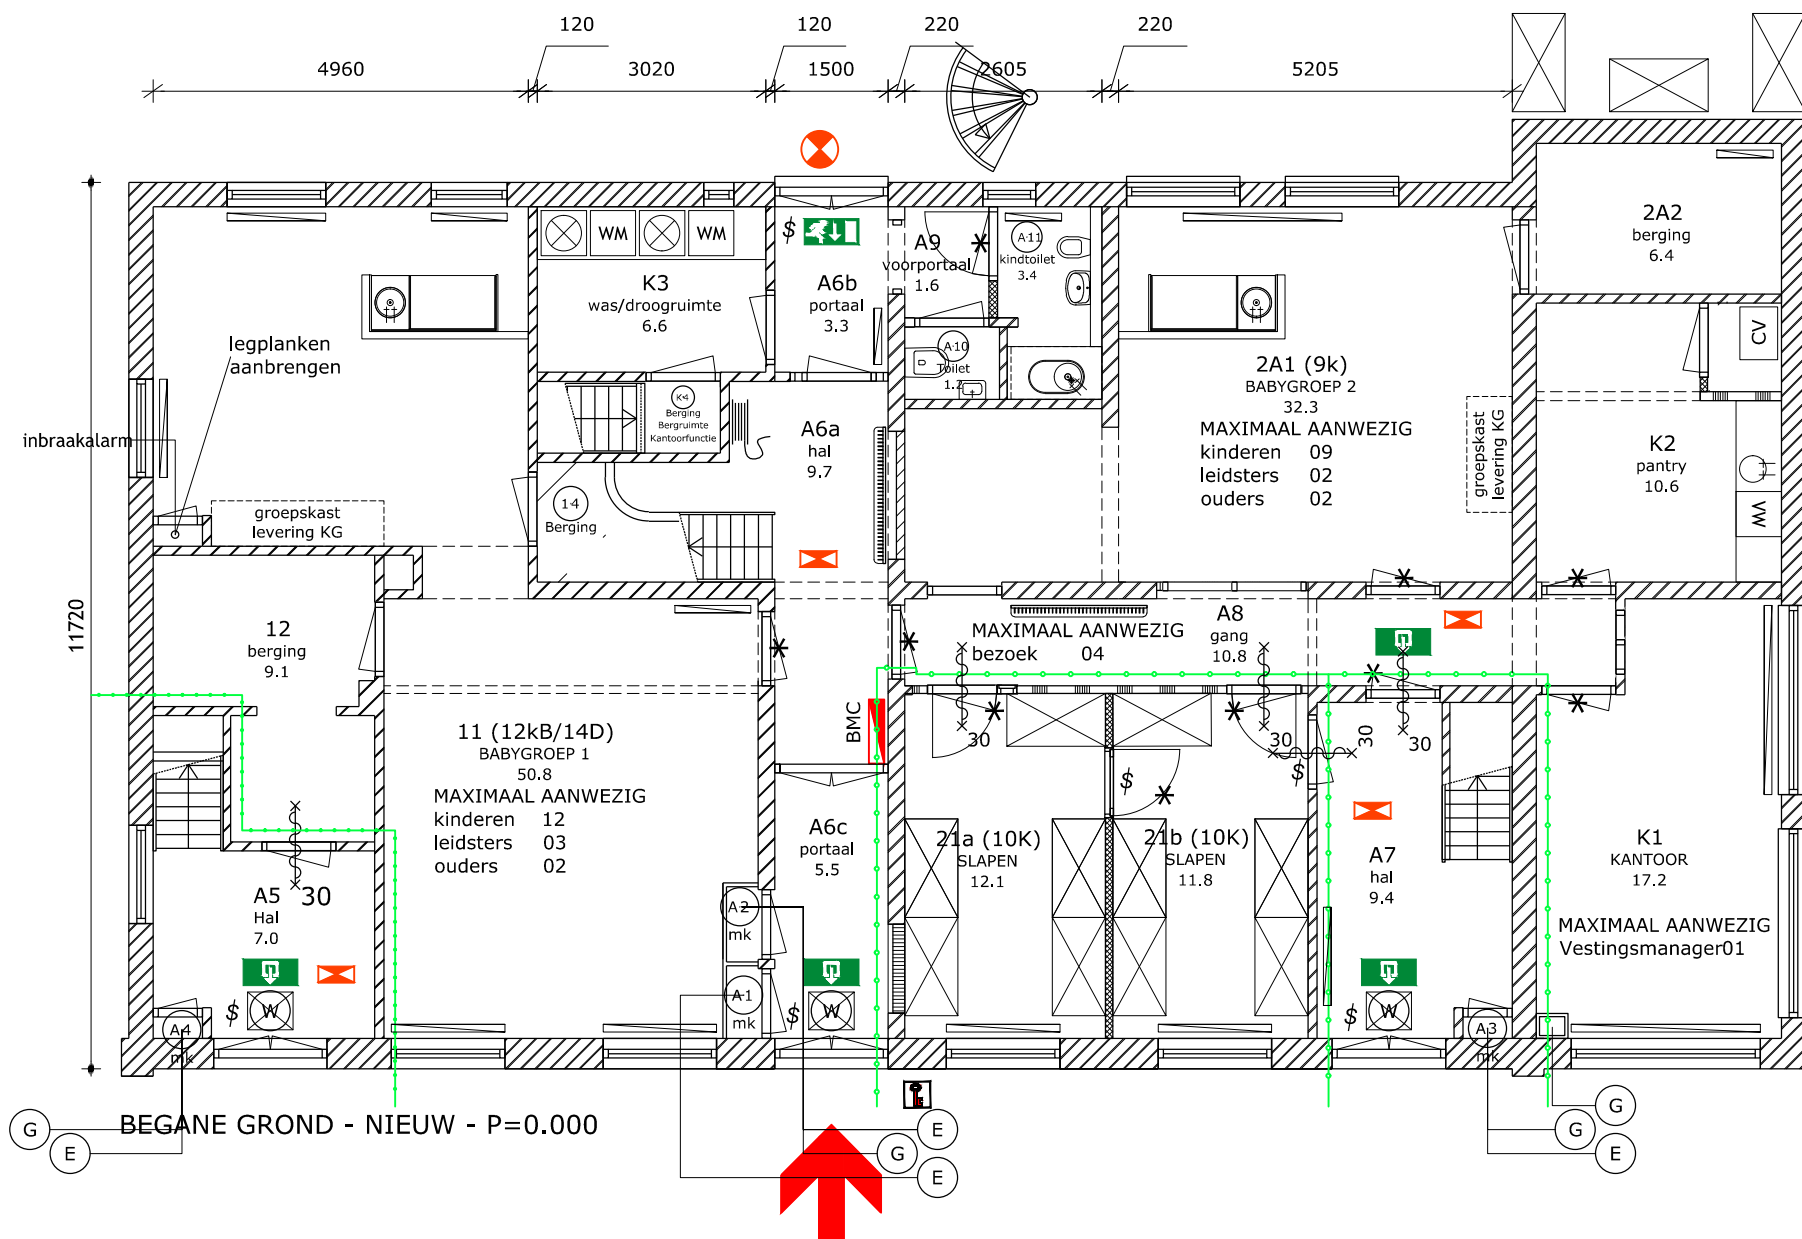 120
120
220
220
4960
3020
1500
2605
5205
11720
WM
WM
K3
was/droogruimte
6.6
$
A6b
portaal
3.3
A9
voorportaal
1.6
A-11
kindtoilet
3.4
A-10
Toilet
1.2
2A2
berging
6.4
CV
legplanken
aanbrengen
inbraakalarm
K-4
Berging
Bergruimte
Kantoorfunctie
A6a
hal
9.7
2A1 (9k)
BABYGROEP 2
32.3
MAXIMAAL AANWEZIG
kinderen 09
leidsters 02
ouders 02
groepskast
levering KG
K2
pantry
10.6
VW
groepskast
levering KG
14
Berging
12
berging
9.1
MAXIMAAL AANWEZIG
bezoek 04
A8
gang
10.8
11 (12kB/14D)
BABYGROEP 1
50.8
MAXIMAAL AANWEZIG
kinderen 12
leidsters 03
ouders 02
BMC
30
30
30
30
$
$
A6c
portaal
5.5
21a (10K)
SLAPEN
12.1
21b (10K)
SLAPEN
11.8
A7
hal
9.4
K1
KANTOOR
17.2
MAXIMAAL AANWEZIG
Vestingsmanager01
A5
Hal
7.0
30
A2
mk
A-1
mk
$
W
$
W
$
W
A-4
mk
A3
mk
BEGANE GROND - NIEUW - P=0.000
G
E
E
G
E
G
G
E